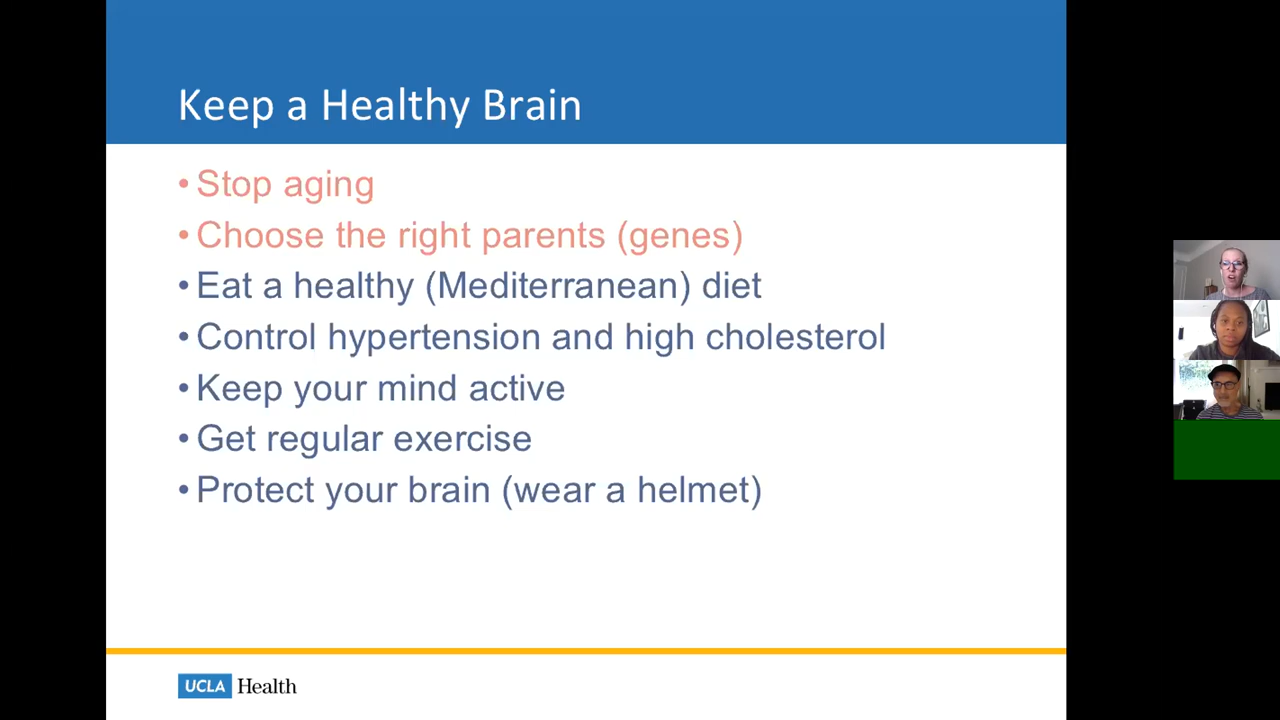 Keep a Healthy Brain
• Stop aging
• Choose the right parents (genes)
• Eat a healthy (Mediterranean) diet
• Control hypertension and high cholesterol
• Keep your mind active
• Get regular exercise
• Protect your brain (wear a helmet)
UCLA Health